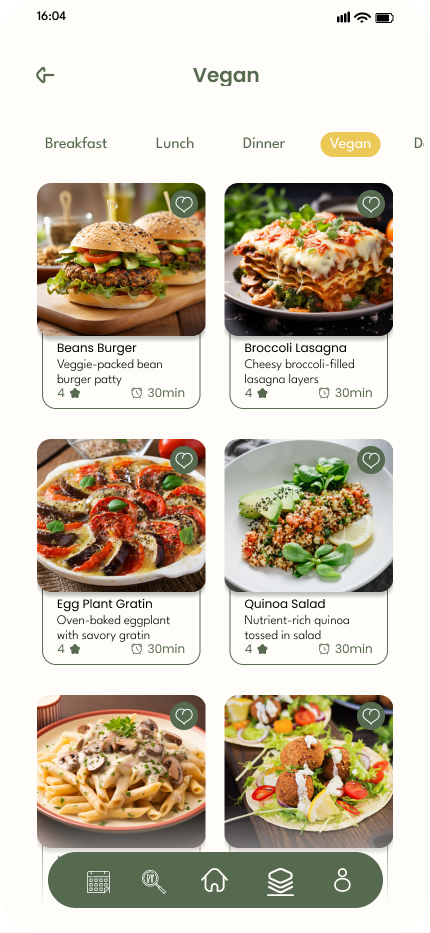 16:04
Vegan
Breakfast Lunch Dinner Vegan
Beans Burger
Veggie-packed bean
burger patty
4 30min
Broccoli Lasagna
Cheesy broccoli-filled
lasagna layers
4 30min
Egg Plant Gratin
Oven-baked eggplant
with savory gratin
4 30min
Quinoa Salad
Nutrient-rich quinoa
tossed in salad
4 30min